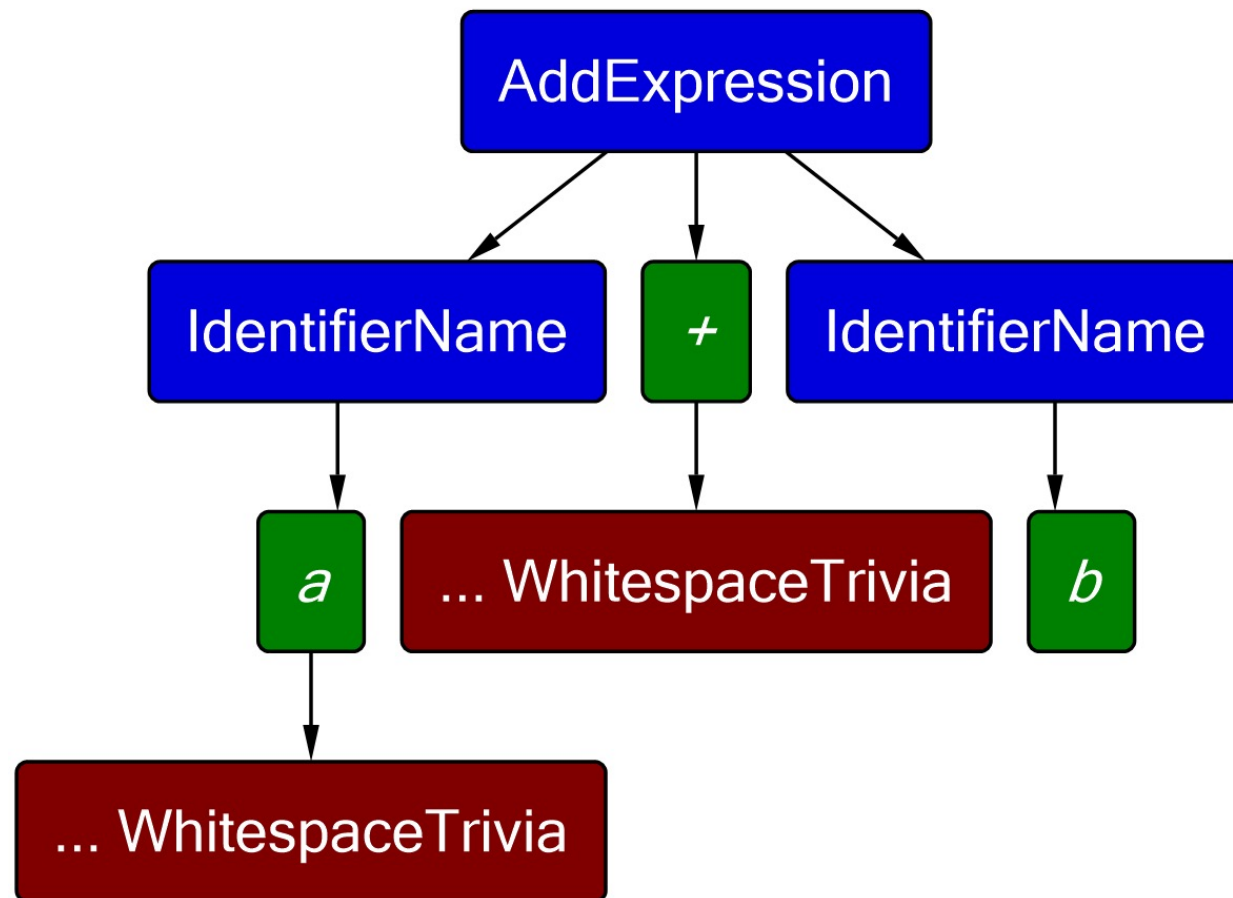 AddExpression
IdentifierName
+
IdentifierName
a
... WhitespaceTrivia
b
... WhitespaceTrivia